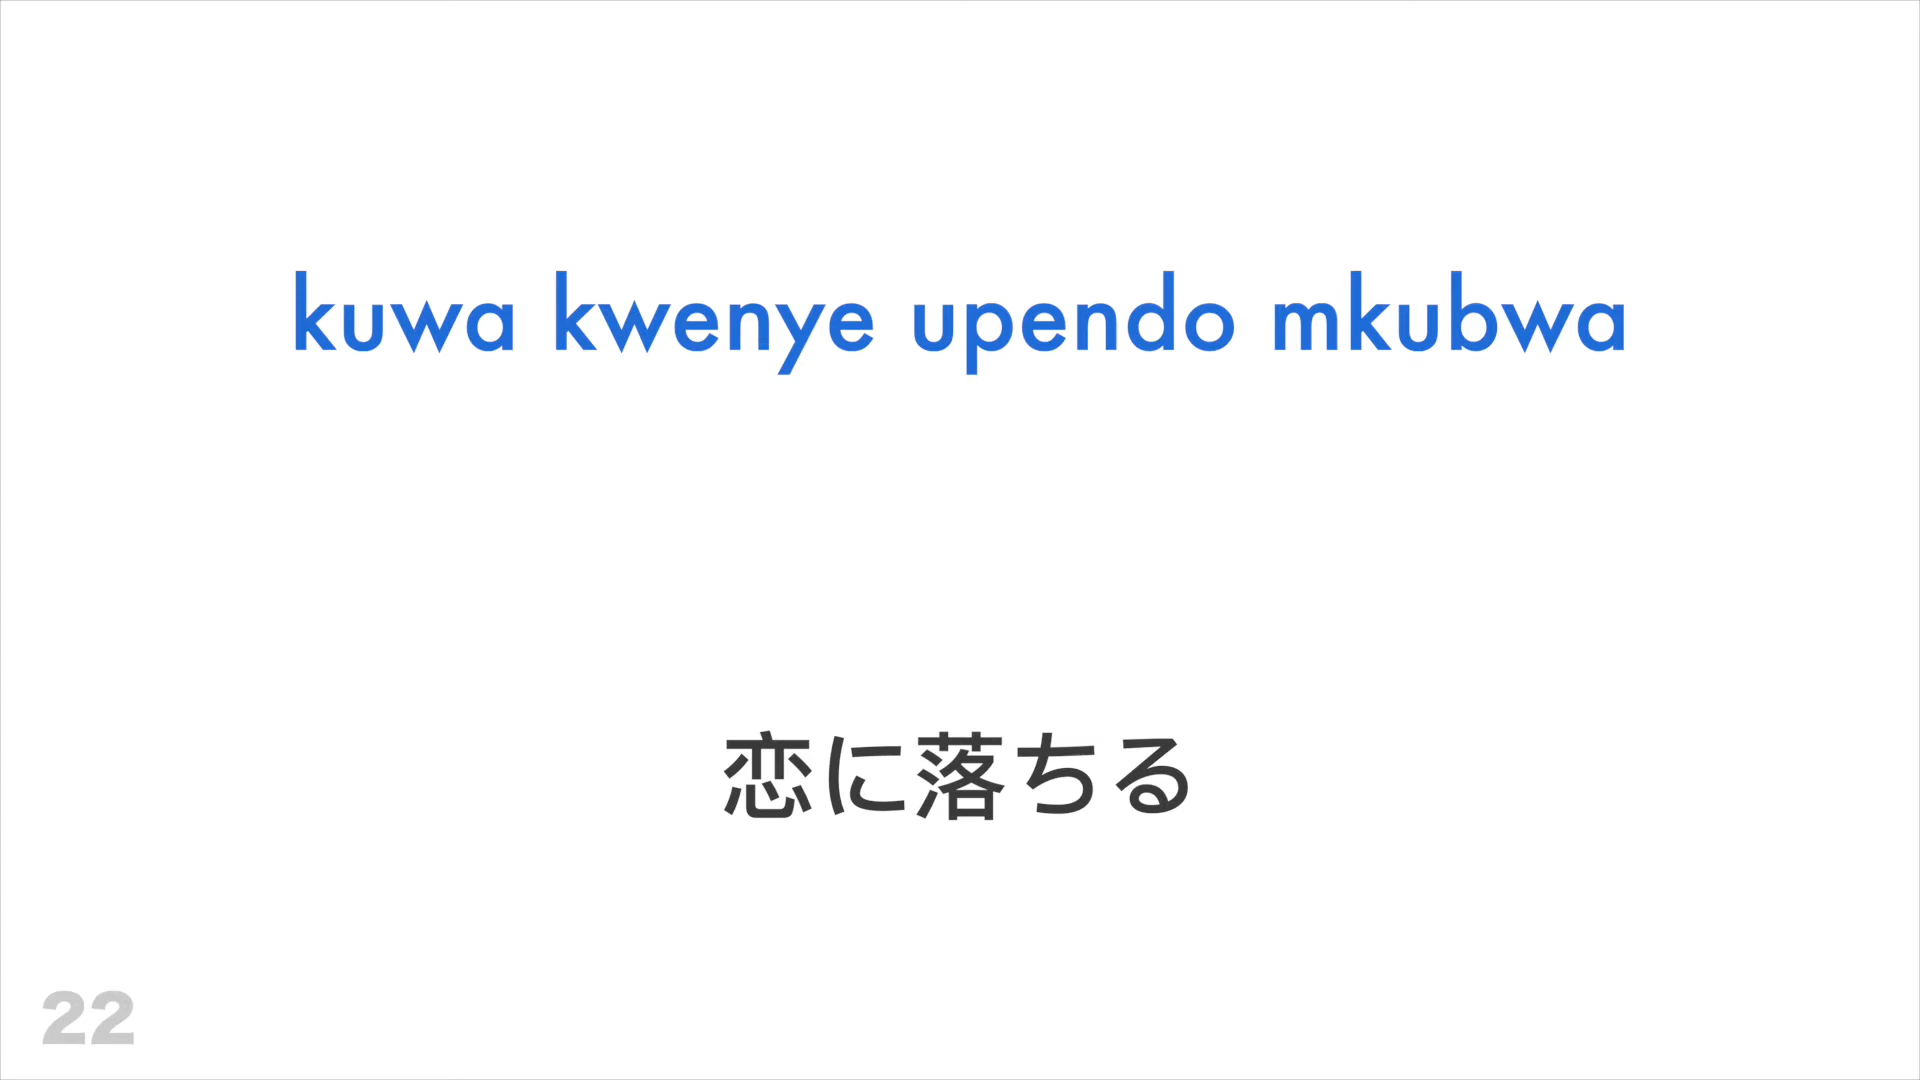 kuwa kwenye upendo mkubwa
恋に落ちる
22